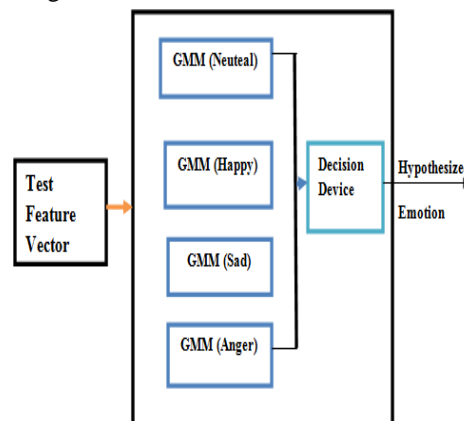 GMM (Neuteal)
GMM (Happy)
GMM (Sad)
GMM (Anger)
Test
Feature
Vector
Decision
Device
Hypothesize
Emotion